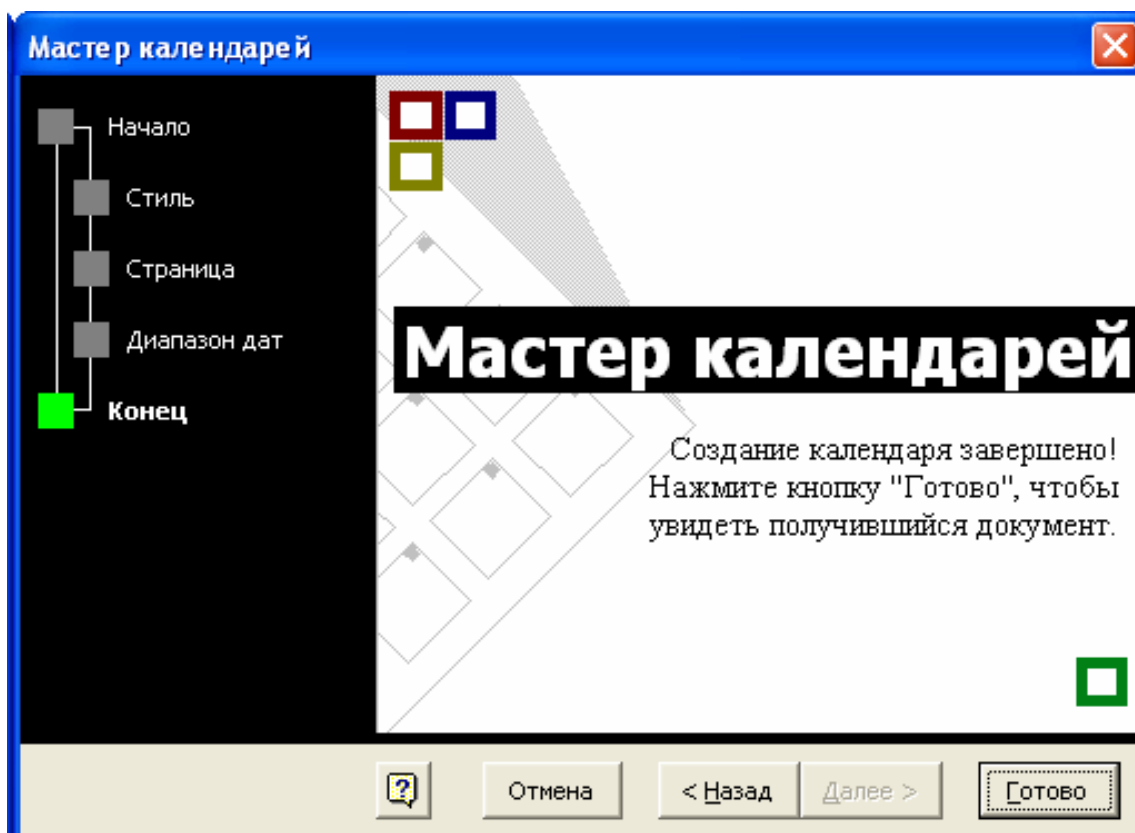 Мастер календарей
Начало
Стиль
Страница
Диапазон дат
Конец
Мастер календарей
Создание календаря завершено!
Нажмите кнопку "Готово", чтобы
увидеть получившийся документ.
?
Отмена
< Назад
Далее >
Готово